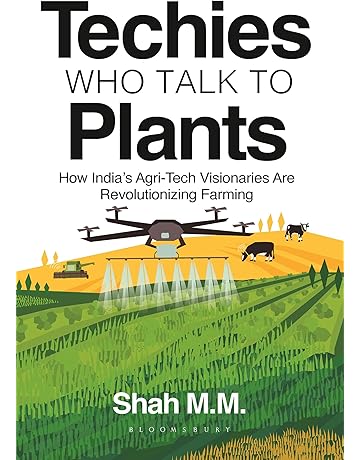 Techies
WHO TALK TO
Plants
How India's Agri-Tech Visionaries Are
Revolutionizing Farming
Shah M.M.
BLOOMSBURY